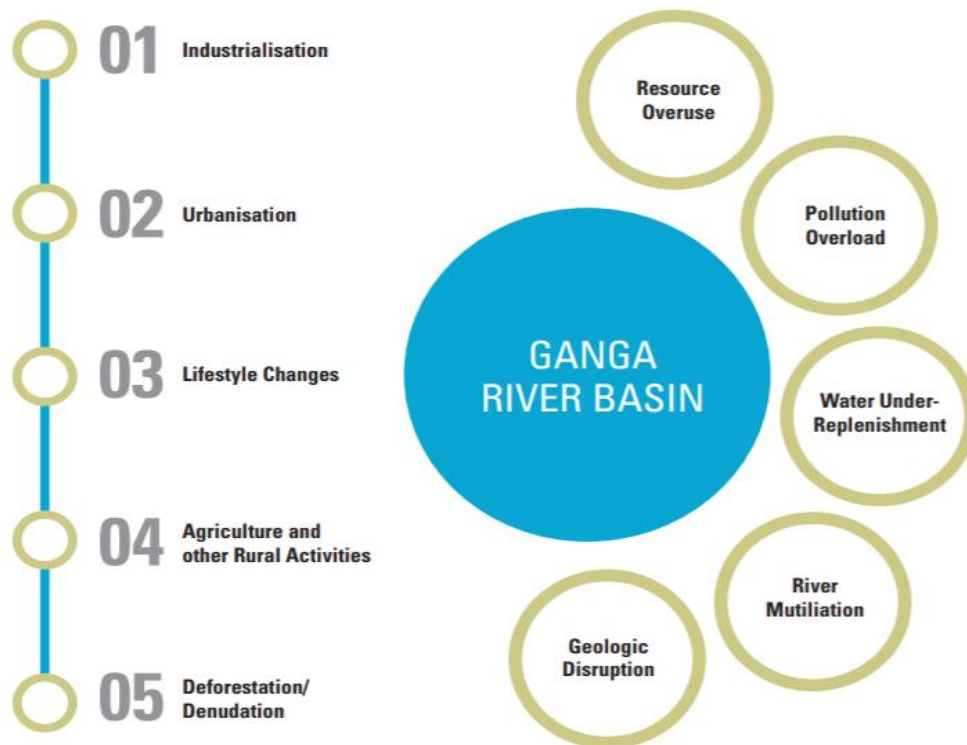 01 Industrialisation
02 Urbanisation
03 Lifestyle Changes
04 Agriculture and
other Rural Activities
05 Deforestation/
Denudation
GANGA
RIVER BASIN
Resource
Overuse
Pollution
Overload
Water Under-
Replenishment
River
Mutiliation
Geologic
Disruption